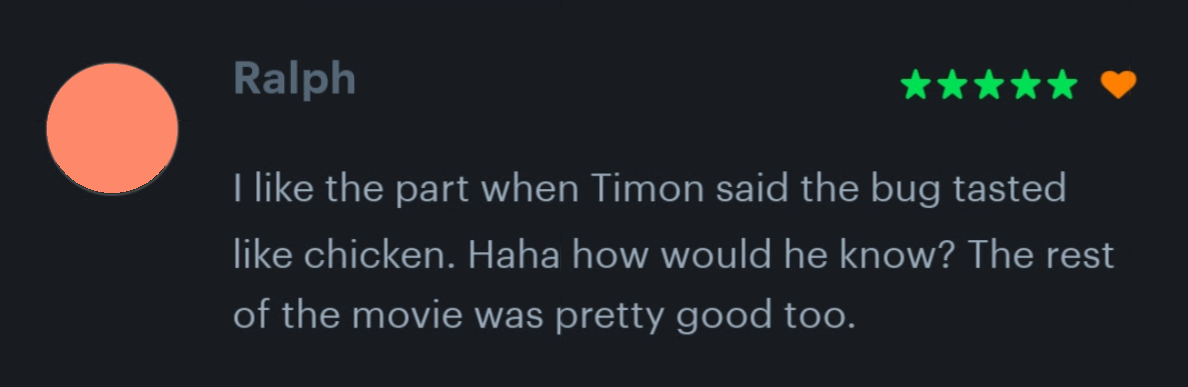 Ralph
I like the part when Timon said the bug tasted
like chicken. Haha how would he know? The rest
of the movie was pretty good too.